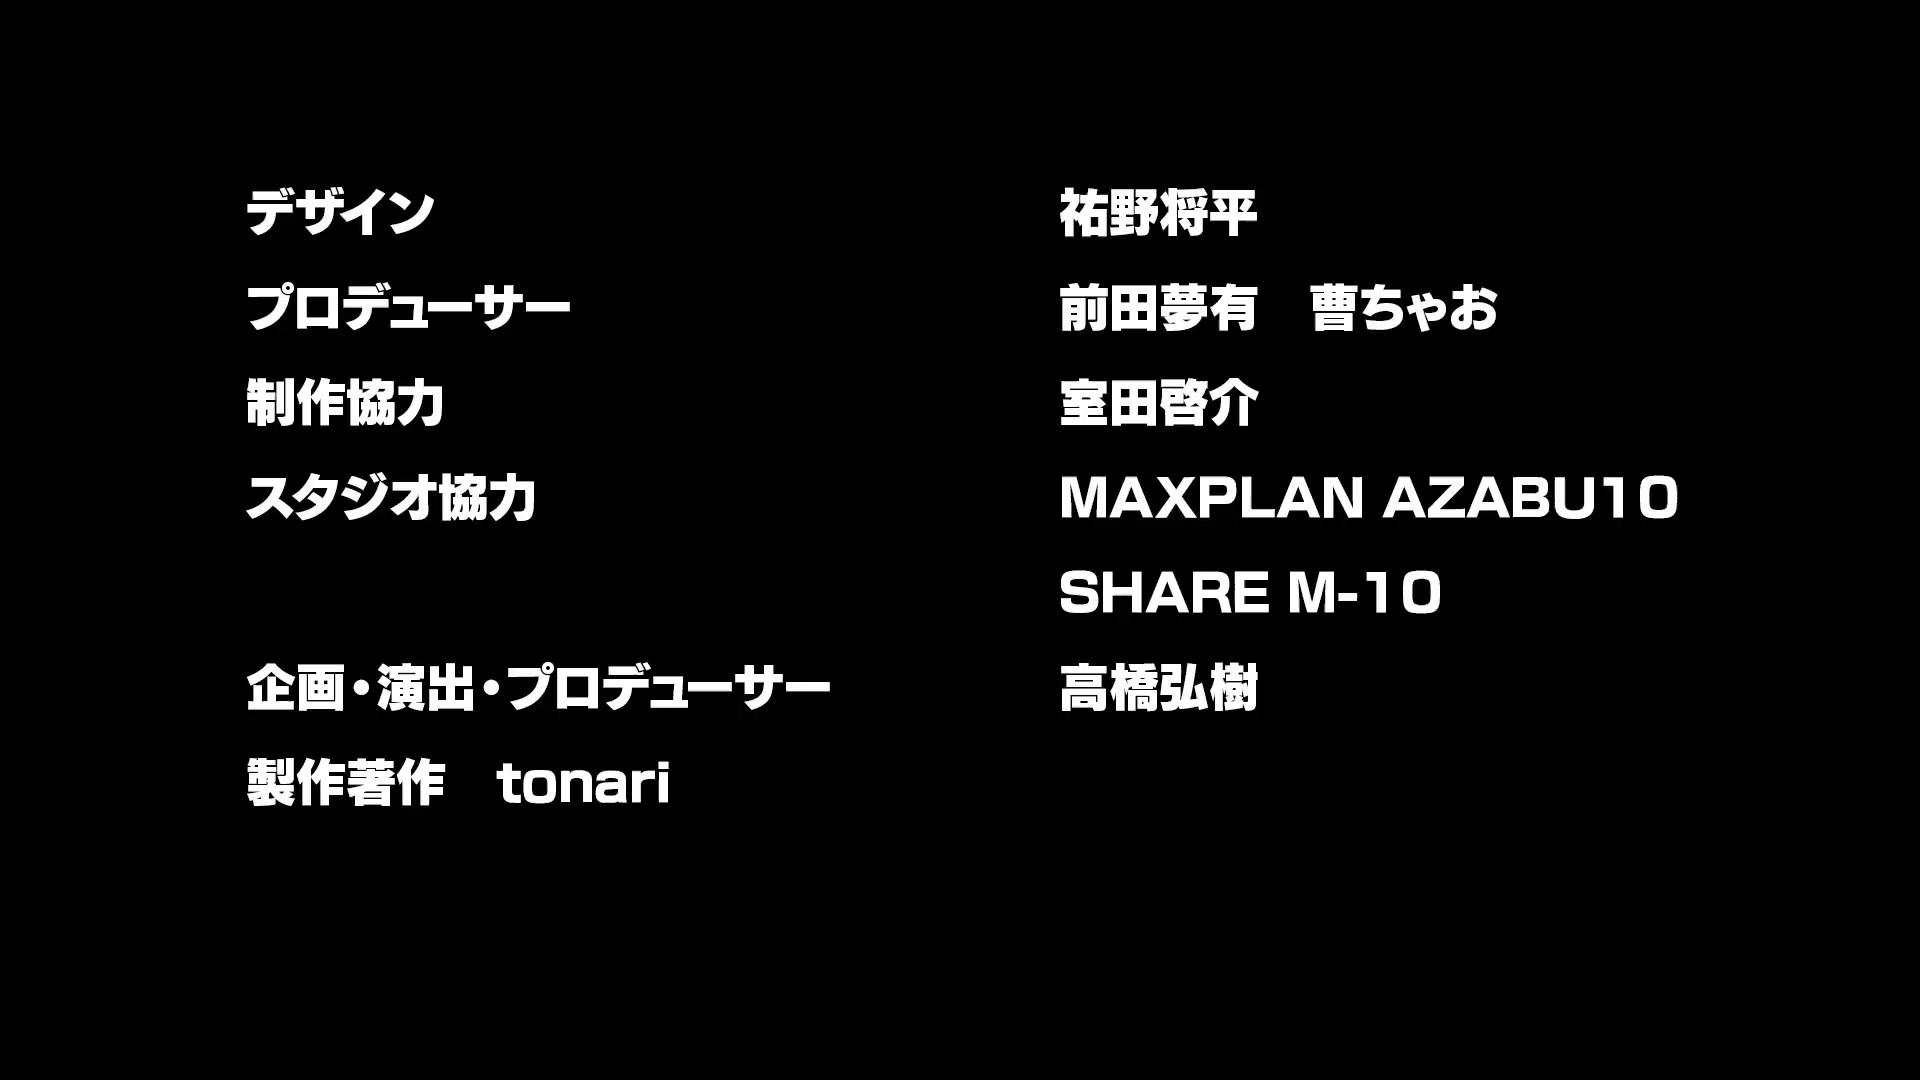 デザイン　祐野将平
プロデューサー　前田夢有　曹ちゃお
制作協力　室田啓介
スタジオ協力　MAXPLAN AZABU10
SHARE M-10
企画・演出・プロデューサー　高橋弘樹
製作著作　tonari